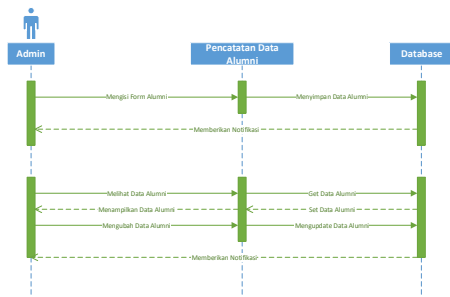 Admin
Pencatatan Data
Alumni
Database
Mengisi Form Alumni
Menyimpan Data Alumni
Memberikan Notifikasi
Melihat Data Alumni
Get Data Alumni
Menampilkan Data Alumni
Set Data Alumni
Mengubah Data Alumni
Mengupdate Data Alumni
Memberikan Notifikasi